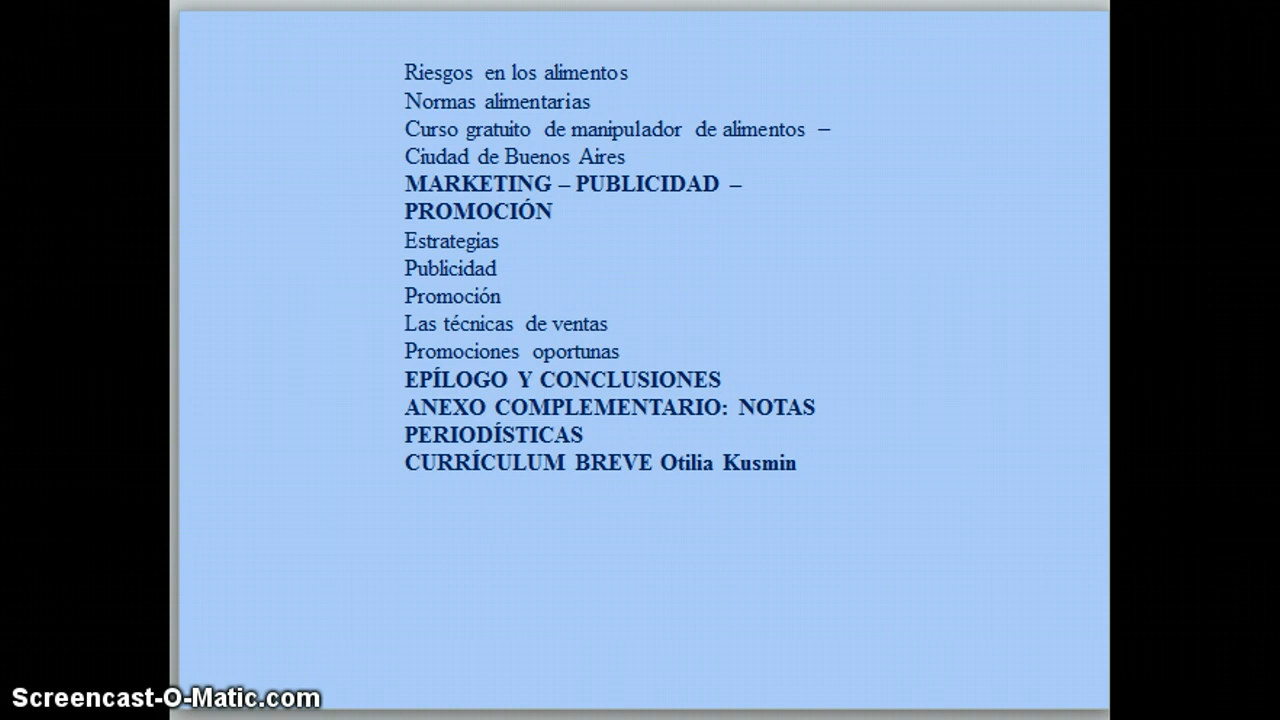 Riesgos en los alimentos
Normas alimentarias
Curso gratuito de manipulador de alimentos –
Ciudad de Buenos Aires
MARKETING – PUBLICIDAD –
PROMOCIÓN
Estrategias
Publicidad
Promoción
Las técnicas de ventas
Promociones oportunas
EPÍLOGO Y CONCLUSIONES
ANEXO COMPLEMENTARIO: NOTAS
PERIODÍSTICAS
CURRÍCULUM BREVE Otilia Kusmin
Screencast-O-Matic.com